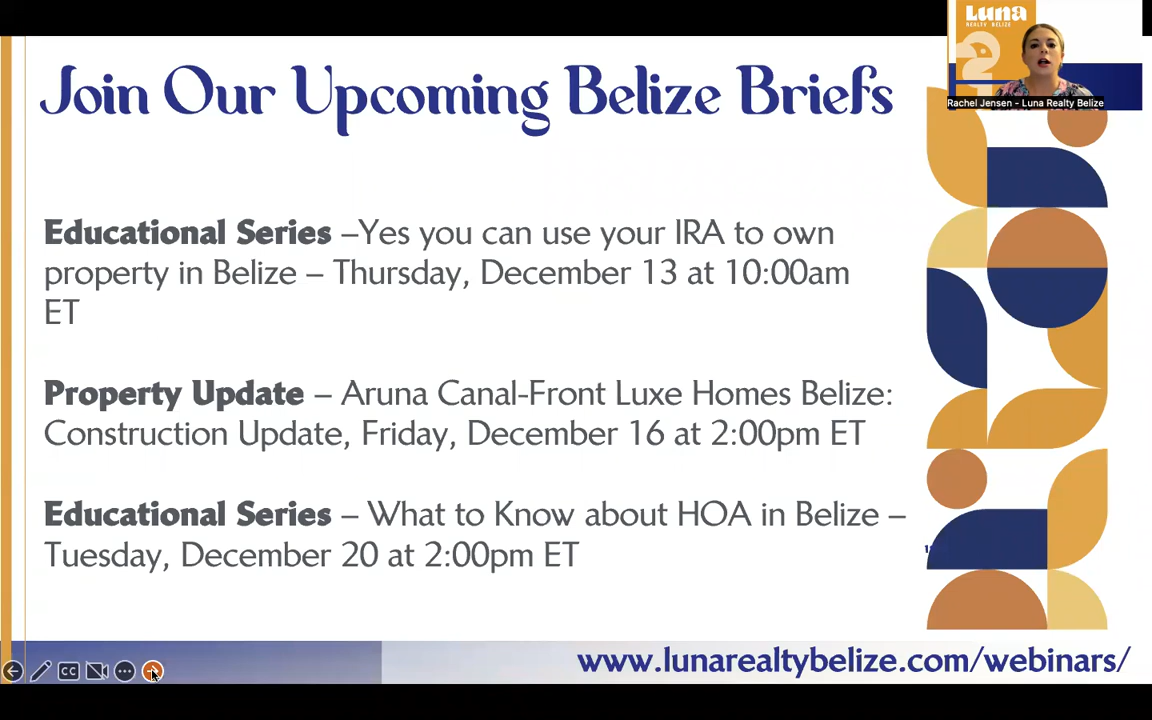 Luna
REALTY BELIZE
Rachel Jensen - Luna Realty Belize
Join Our Upcoming Belize Briefs
Educational Series –Yes you can use your IRA to own
property in Belize – Thursday, December 13 at 10:00am
ET
Property Update – Aruna Canal-Front Luxe Homes Belize:
Construction Update, Friday, December 16 at 2:00pm ET
Educational Series – What to Know about HOA in Belize –
Tuesday, December 20 at 2:00pm ET
CC
www.lunarealtybelize.com/webinars/